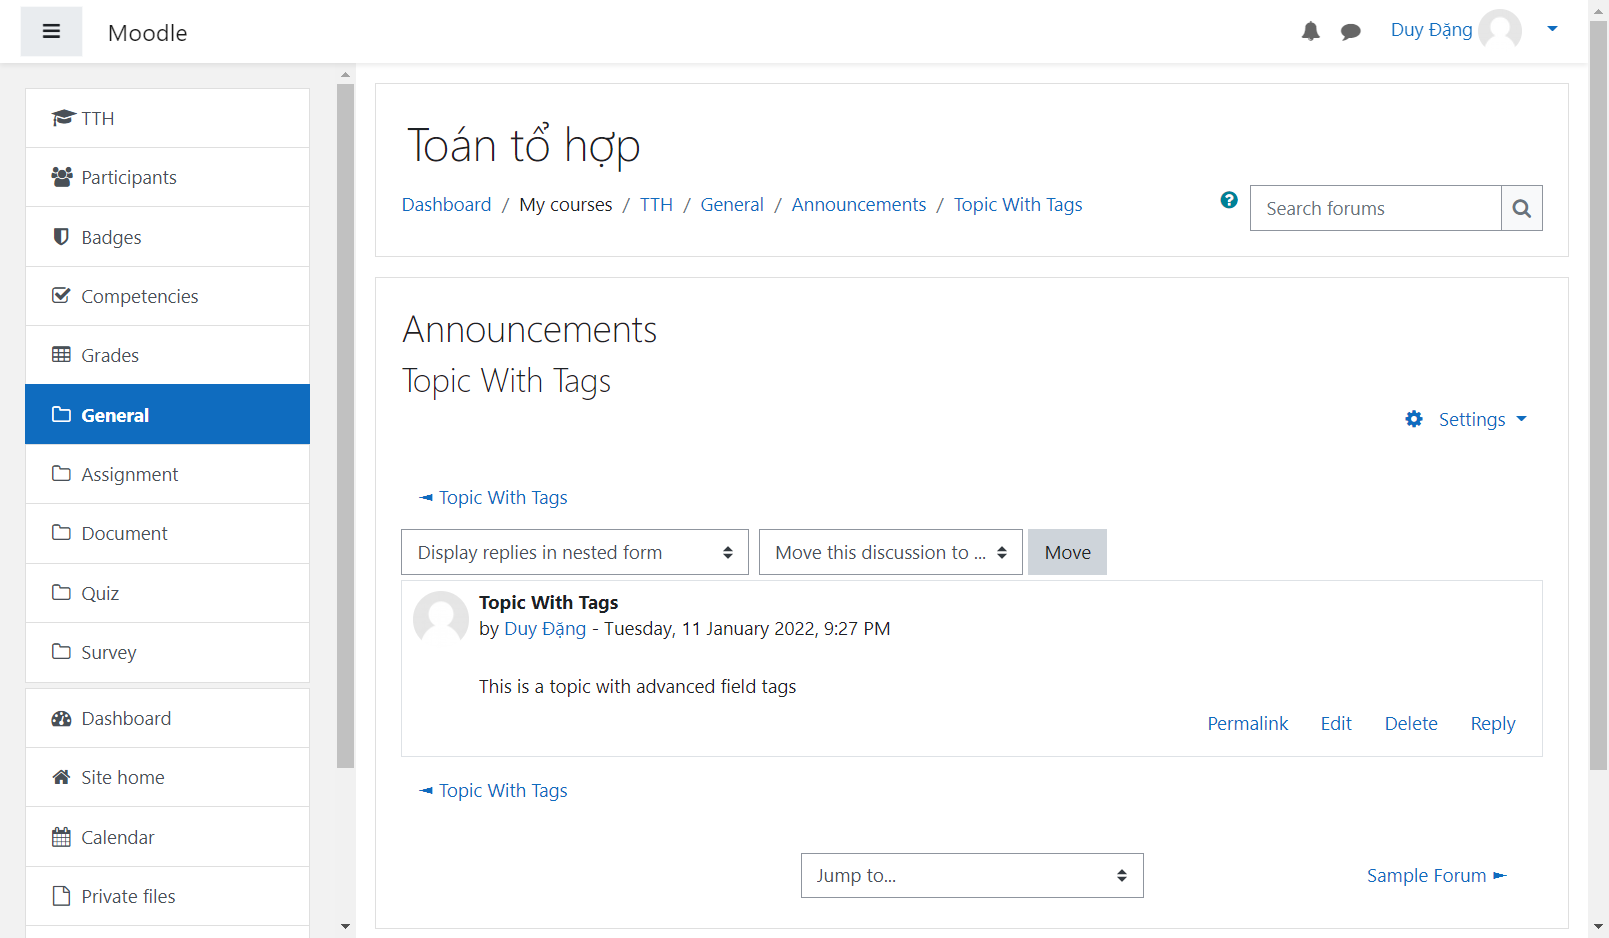 Moodle
Duy Đặng
TTH
Participants
Badges
Competencies
Grades
General
Assignment
Document
Quiz
Survey
Dashboard
Site home
Calendar
Private files
Toán tổ hợp
Dashboard / My courses / TTH / General / Announcements / Topic With Tags
Search forums
Announcements
Topic With Tags
Settings
◄ Topic With Tags
Display replies in nested form
Move this discussion to ...
Move
Topic With Tags
by Duy Đặng - Tuesday, 11 January 2022, 9:27 PM
This is a topic with advanced field tags
Permalink Edit Delete Reply
◄ Topic With Tags
Jump to...
Sample Forum ►